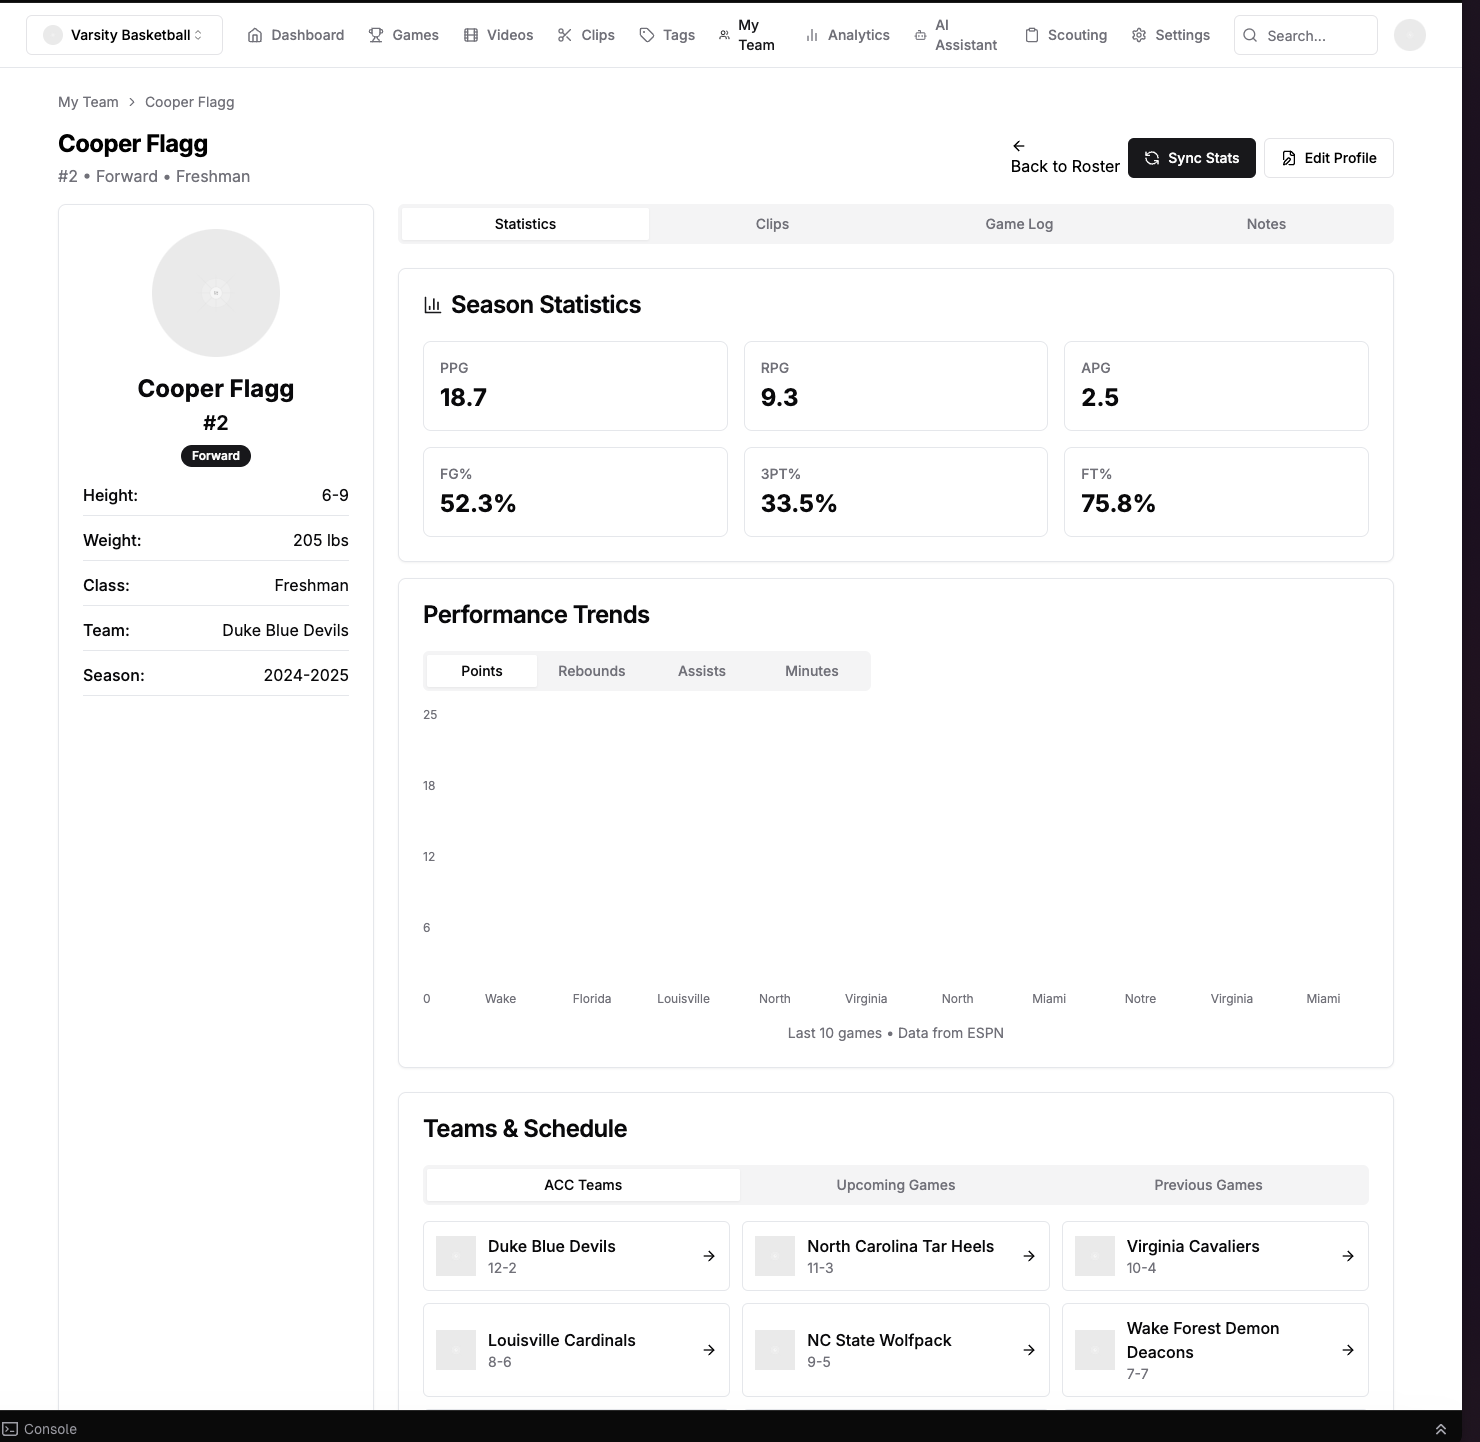 Varsity Basketball
Dashboard
Games
Videos
Clips
Tags
My
Team
Analytics
AI
Assistant
Scouting
Settings
Search...
My Team > Cooper Flagg
Cooper Flagg
#2 • Forward • Freshman
Back to Roster
Sync Stats
Edit Profile
Cooper Flagg
#2
Forward
Height: 6-9
Weight: 205 lbs
Class: Freshman
Team: Duke Blue Devils
Season: 2024-2025
Statistics
Clips
Game Log
Notes
Season Statistics
PPG
18.7
RPG
9.3
APG
2.5
FG%
52.3%
3PT%
33.5%
FT%
75.8%
Performance Trends
Points
Rebounds
Assists
Minutes
25
18
12
6
0
Wake
Florida
Louisville
North
Virginia
North
Miami
Notre
Virginia
Miami
Last 10 games • Data from ESPN
Teams & Schedule
ACC Teams
Upcoming Games
Previous Games
Duke Blue Devils
12-2
North Carolina Tar Heels
11-3
Virginia Cavaliers
10-4
Louisville Cardinals
8-6
NC State Wolfpack
9-5
Wake Forest Demon
Deacons
7-7
Console